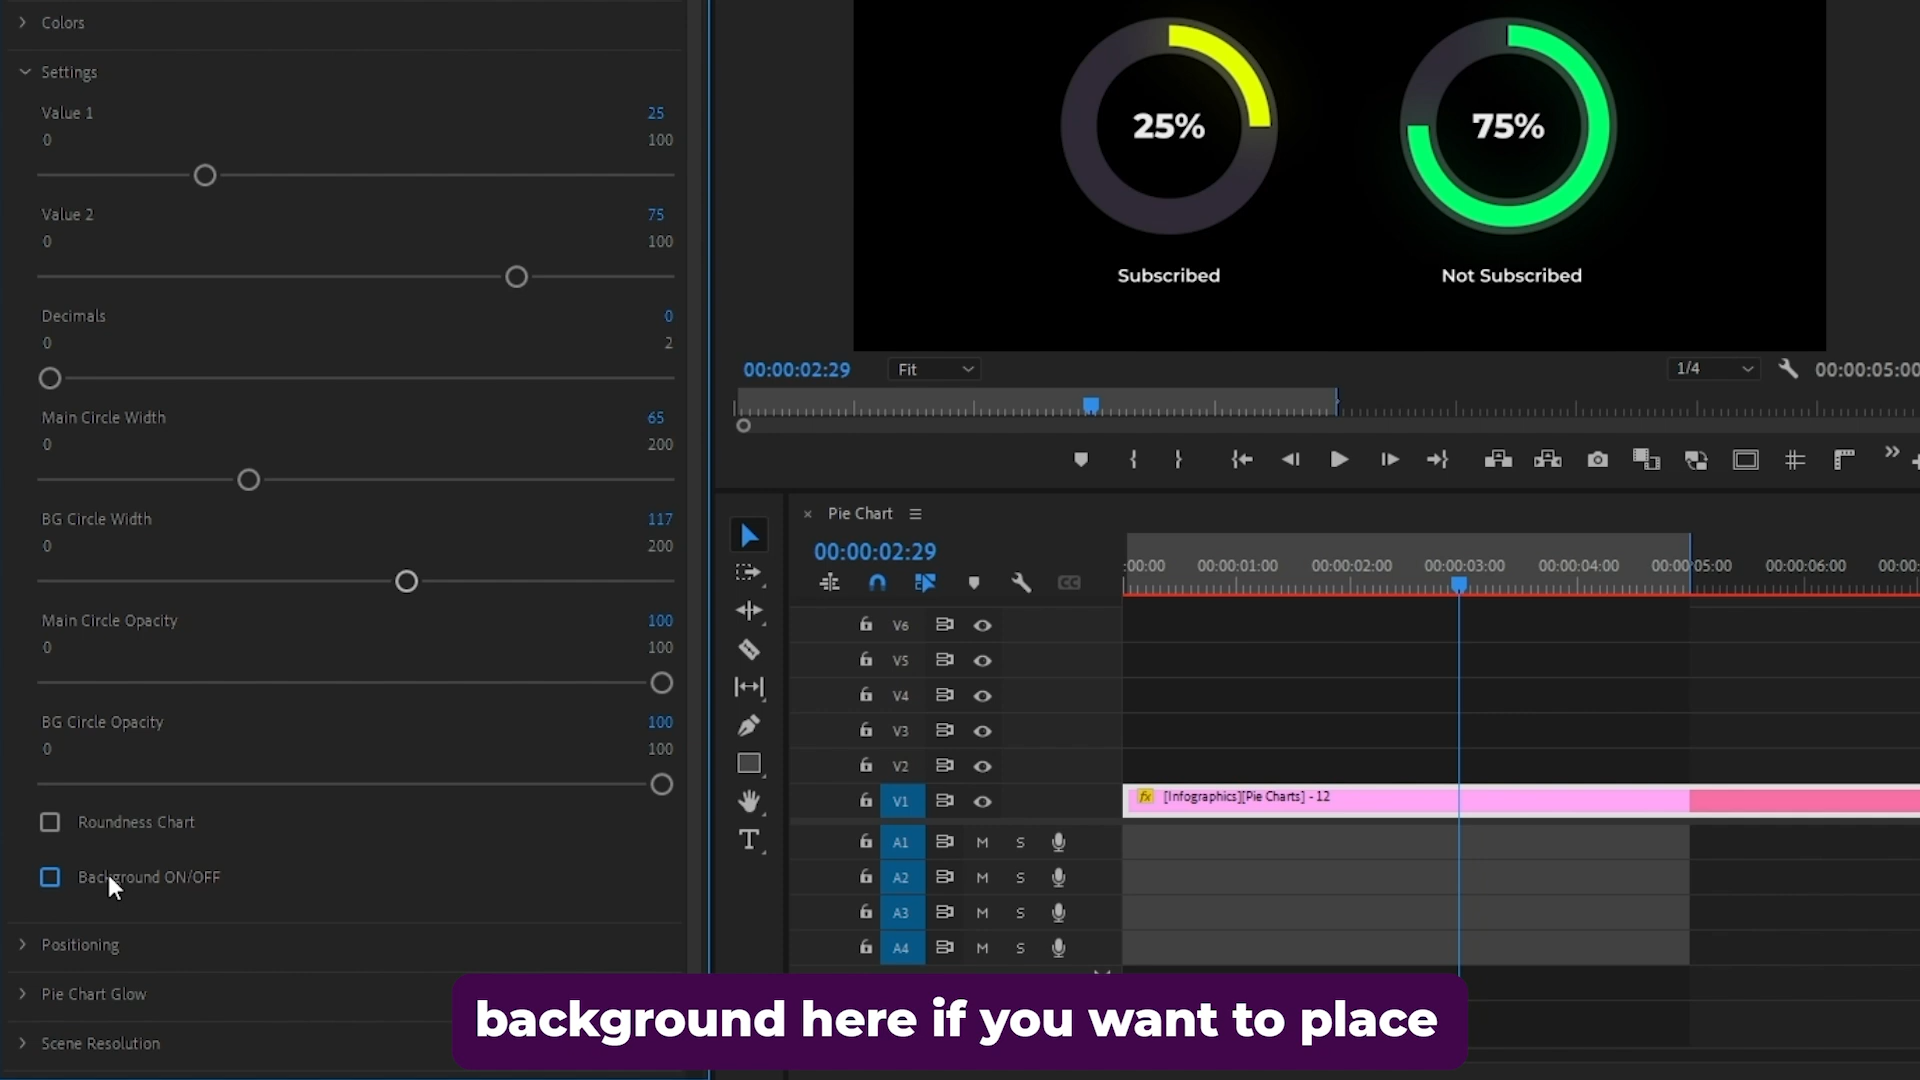 Colors
Settings
Value 1
25
0
100
Value 2
75
0
100
Decimals
0
0
2
Main Circle Width
65
0
200
BG Circle Width
117
0
200
Main Circle Opacity
100
0
100
BG Circle Opacity
100
0
100
Roundness Chart
Background ON/OFF
Positioning
Pie Chart Glow
Scene Resolution
25%
75%
Subscribed
Not Subscribed
00:00:02:29
Fit
1/4
00:00:05:00
Pie Chart
00:00:02:29
:00:00
00:00:01:00
00:00:02:00
00:00:03:00
00:00:04:00
00:00:05:00
00:00:06:00
00:00:
V6
V5
V4
V3
V2
V1
fx [Infographics][Pie Charts] - 12
A1 M S
A2 M S
A3 M S
A4 M S
background here if you want to place